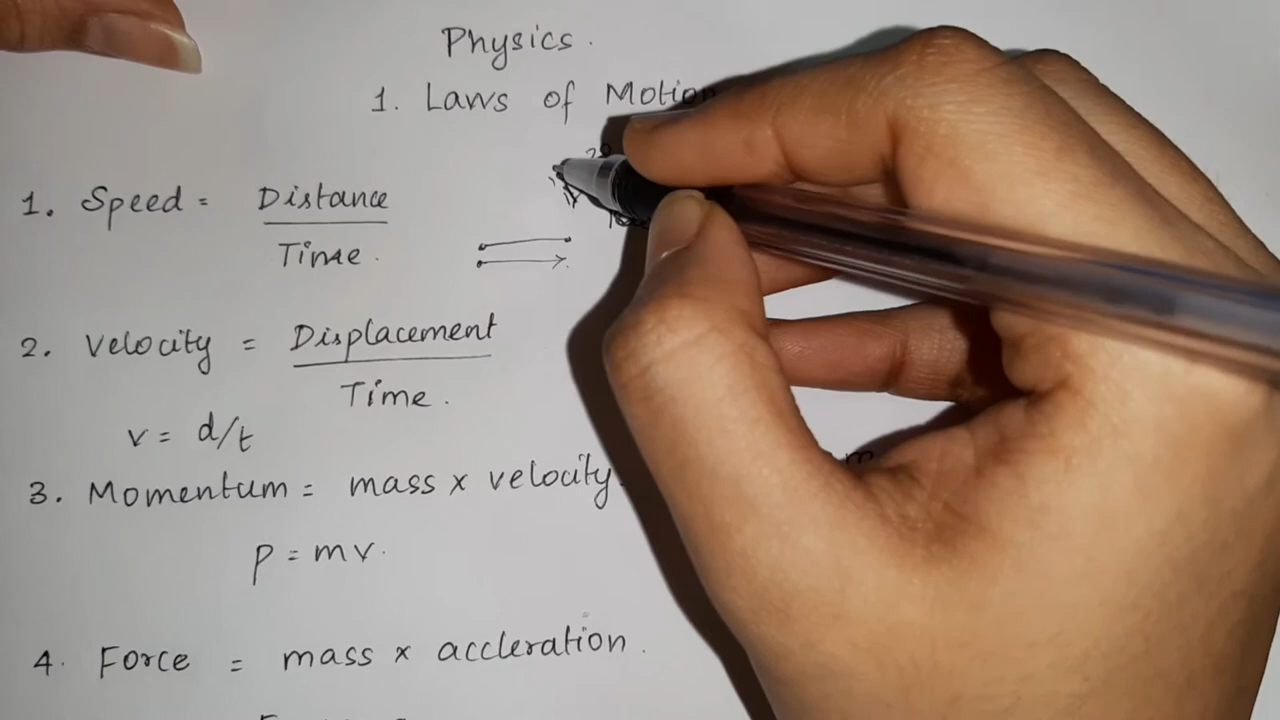 Physics.
1. Laws of Motion
1. Speed = Distance
Time.
2. Velocity = Displacement
Time.
v = d/t
3. Momentum = mass x velocity.
p = mv.
4. Force = mass x accleration.